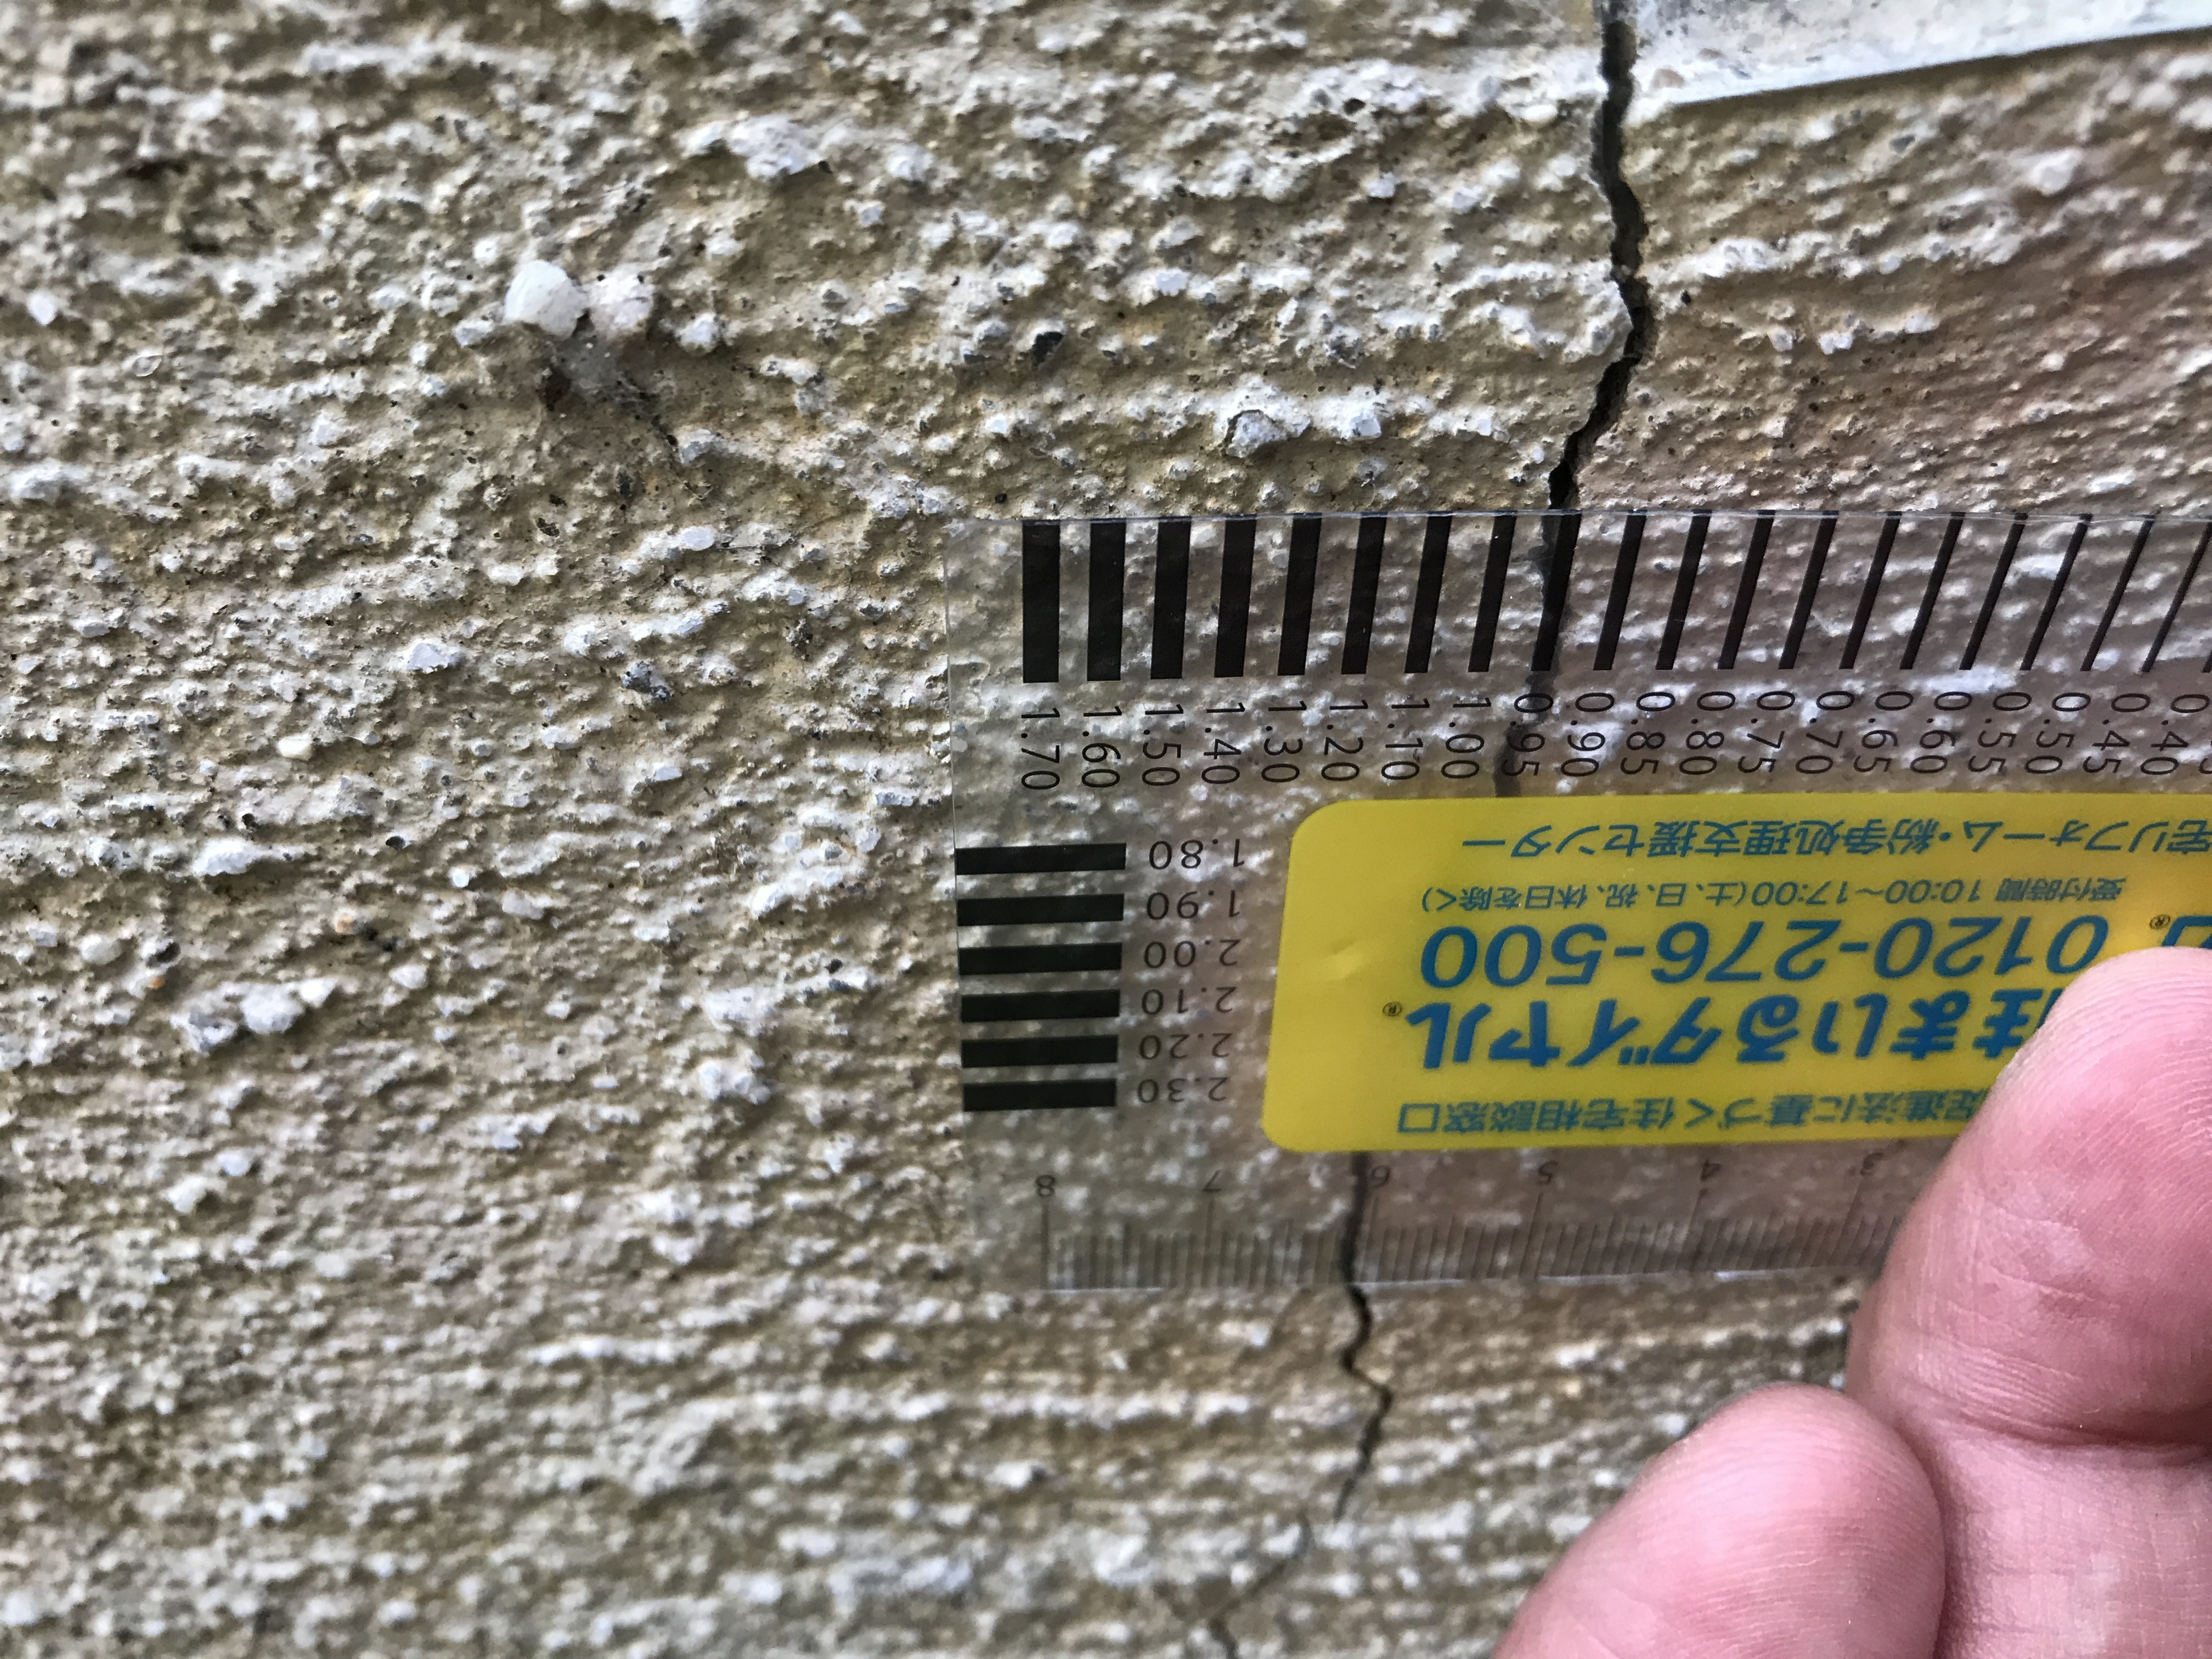 1.70 1.60 1.50 1.40 1.30 1.20 1.10 1.00 0.95 0.90 0.85 0.80 0.75 0.70 0.65 0.60 0.55 0.50 0.45 0.40
1.80
1.90
2.00
2.10
2.20
2.30
促進法に基づく住宅相談窓口
住まいるダイヤル®
0120-276-500
受付時間 10:00~17:00(土、日、祝、休日を除く)
宅リフォーム・紛争処理支援センター
3 4 5 6 7 8